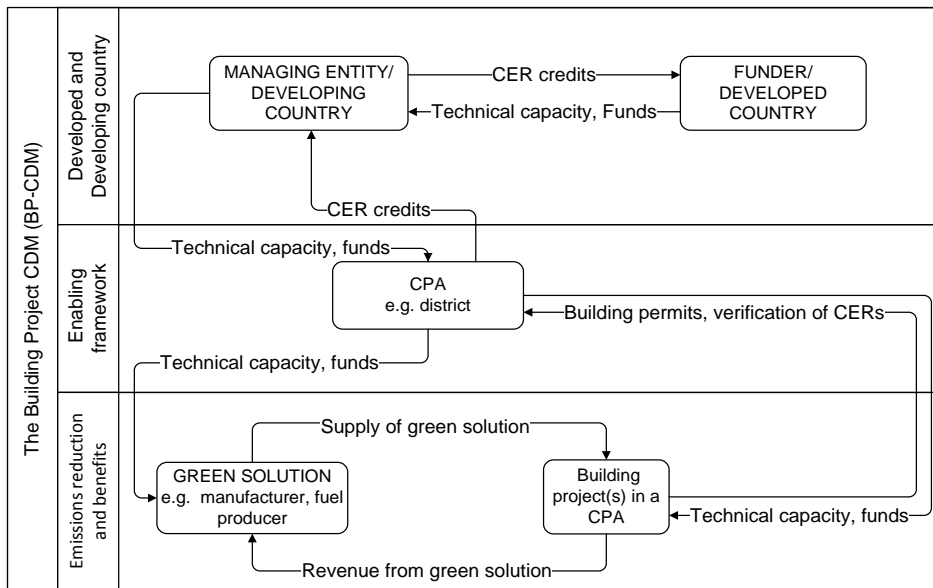 The Building Project CDM (BP-CDM)
Developed and
Developing country
MANAGING ENTITY/
DEVELOPING
COUNTRY
CER credits
Technical capacity, Funds
FUNDER/
DEVELOPED
COUNTRY
CER credits
Enabling
framework
Technical capacity, funds
CPA
e.g. district
Building permits, verification of CERs
Technical capacity, funds
Emissions reduction
and benefits
Supply of green solution
GREEN SOLUTION
e.g. manufacturer, fuel
producer
Building
project(s) in a
CPA
Technical capacity, funds
Revenue from green solution